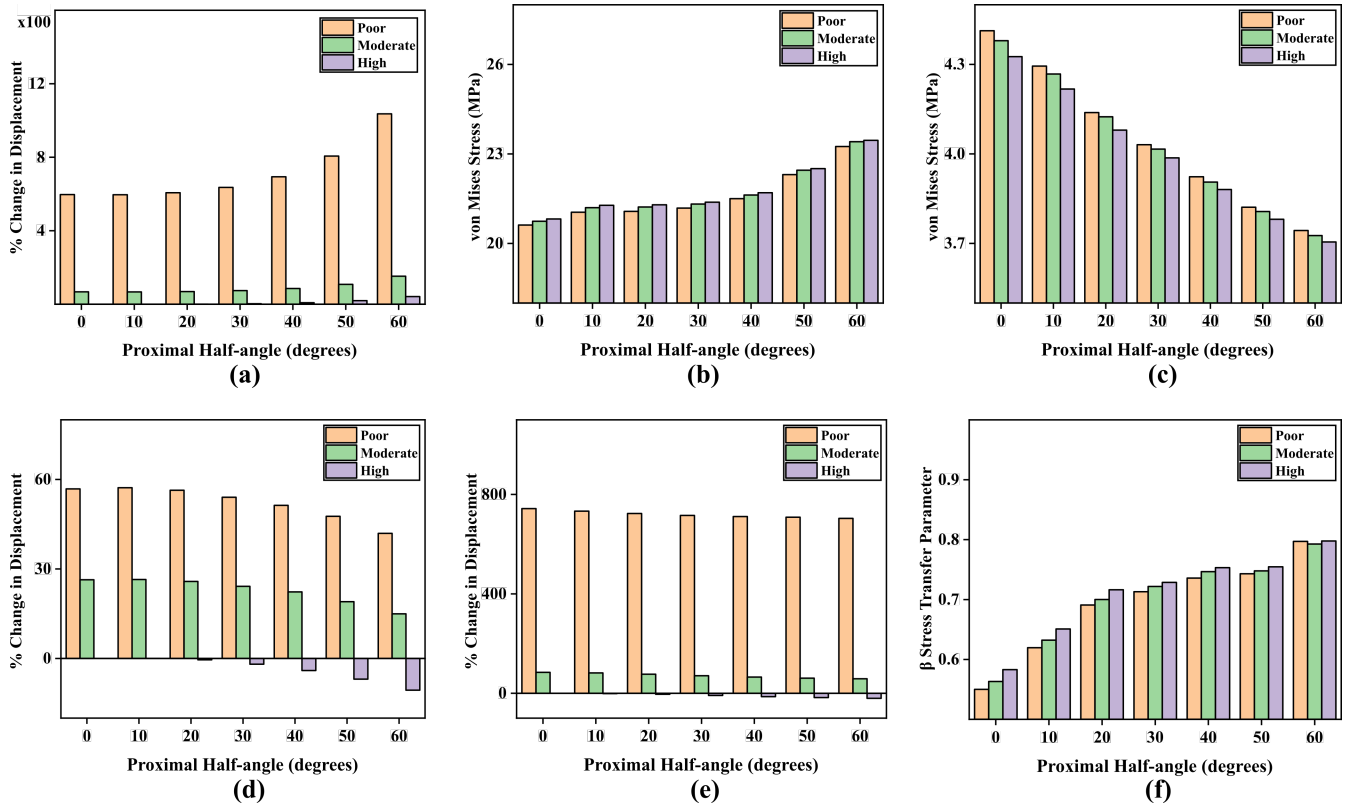 x100
12
8
4
% Change in Displacement
Poor
Moderate
High
0 10 20 30 40 50 60
Proximal Half-angle (degrees)
(a)
26
23
20
von Mises Stress (MPa)
Poor
Moderate
High
0 10 20 30 40 50 60
Proximal Half-angle (degrees)
(b)
4.3
4.0
3.7
von Mises Stress (MPa)
Poor
Moderate
High
0 10 20 30 40 50 60
Proximal Half-angle (degrees)
(c)
60
30
0
% Change in Displacement
Poor
Moderate
High
0 10 20 30 40 50 60
Proximal Half-angle (degrees)
(d)
800
400
0
% Change in Displacement
Poor
Moderate
High
0 10 20 30 40 50 60
Proximal Half-angle (degrees)
(e)
0.9
0.8
0.7
0.6
β Stress Transfer Parameter
Poor
Moderate
High
0 10 20 30 40 50 60
Proximal Half-angle (degrees)
(f)